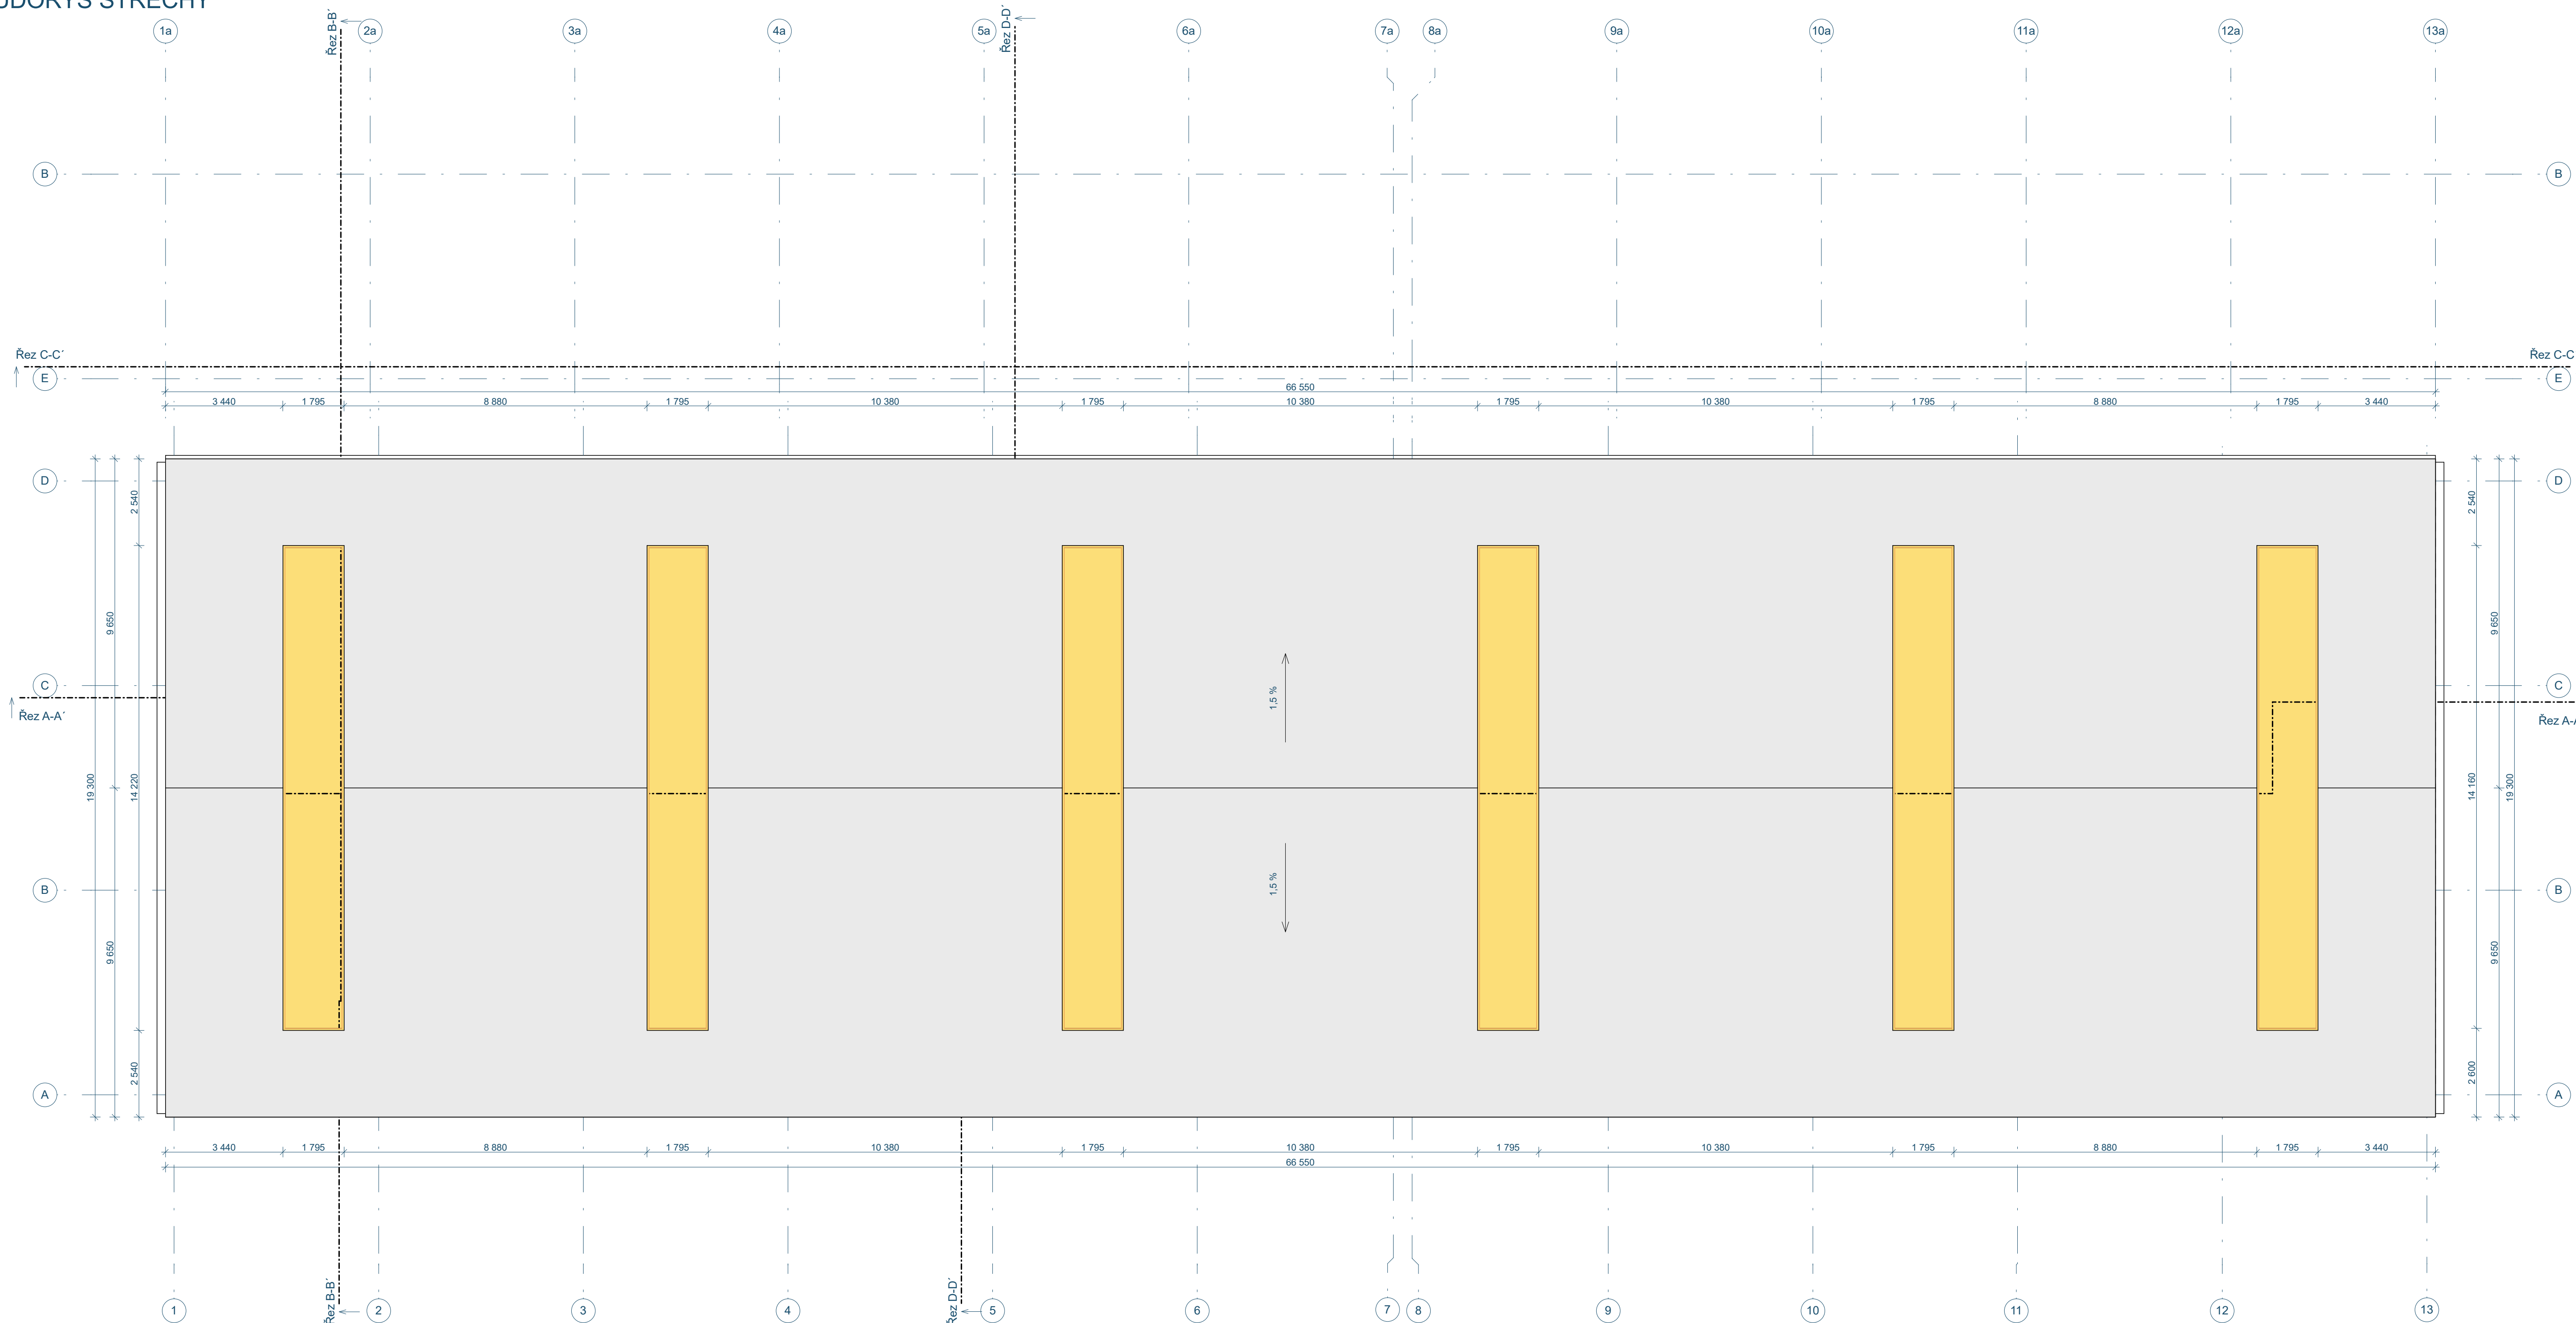 PŮDORYS STŘECHY
1a
Řez B-B´
2a
3a
4a
5a
Řez D-D´
6a
7a
8a
9a
10a
11a
12a
13a
B
B
Řez C-C´
Řez C-C
E
E
66 550
3 440
1 795
8 880
1 795
10 380
1 795
10 380
1 795
10 380
1 795
8 880
1 795
3 440
D
D
2 540
2 540
9 650
9 650
C
C
Řez A-A´
Řez A-A
1,5 %
19 300
14 220
14 160
19 300
1,5 %
B
B
9 650
9 650
2 540
2 600
A
A
3 440
1 795
8 880
1 795
10 380
1 795
10 380
1 795
10 380
1 795
8 880
1 795
3 440
66 550
1
Řez B-B´
2
3
4
Řez D-D´
5
6
7
8
9
10
11
12
13